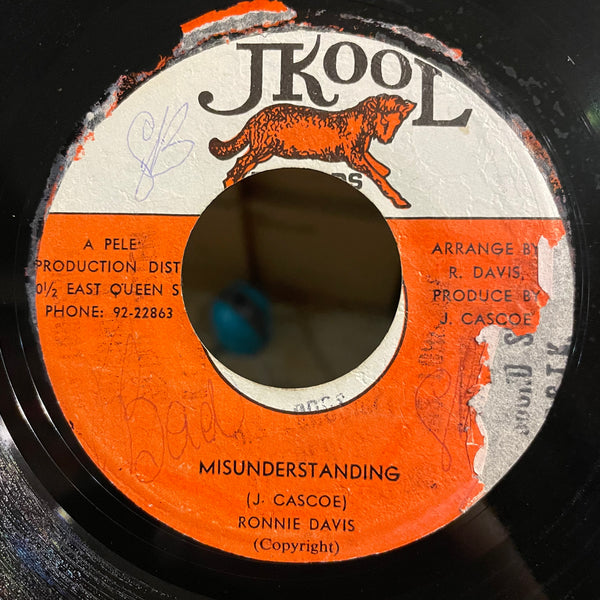 JKOOL
A PELE
PRODUCTION DIST
0½ EAST QUEEN S
PHONE: 92-22863
ARRANGE B
R. DAVIS
PRODUCE BY
J. CASCOE
Bad
MISUNDERSTANDING
(J. CASCOE)
RONNIE DAVIS
(Copyright)